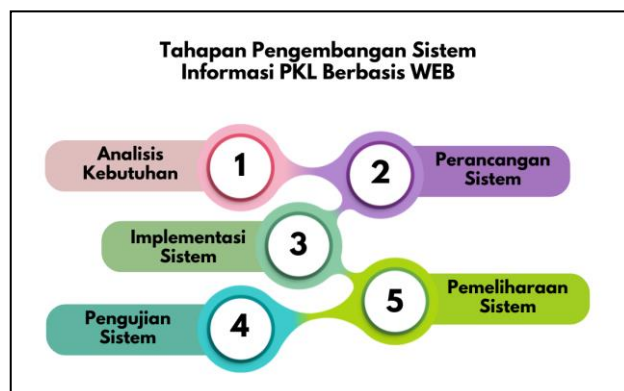 Tahapan Pengembangan Sistem
Informasi PKL Berbasis WEB
Analisis
Kebutuhan
1
2
Perancangan
Sistem
Implementasi
Sistem
3
Pengujian
Sistem
4
5
Pemeliharaan
Sistem